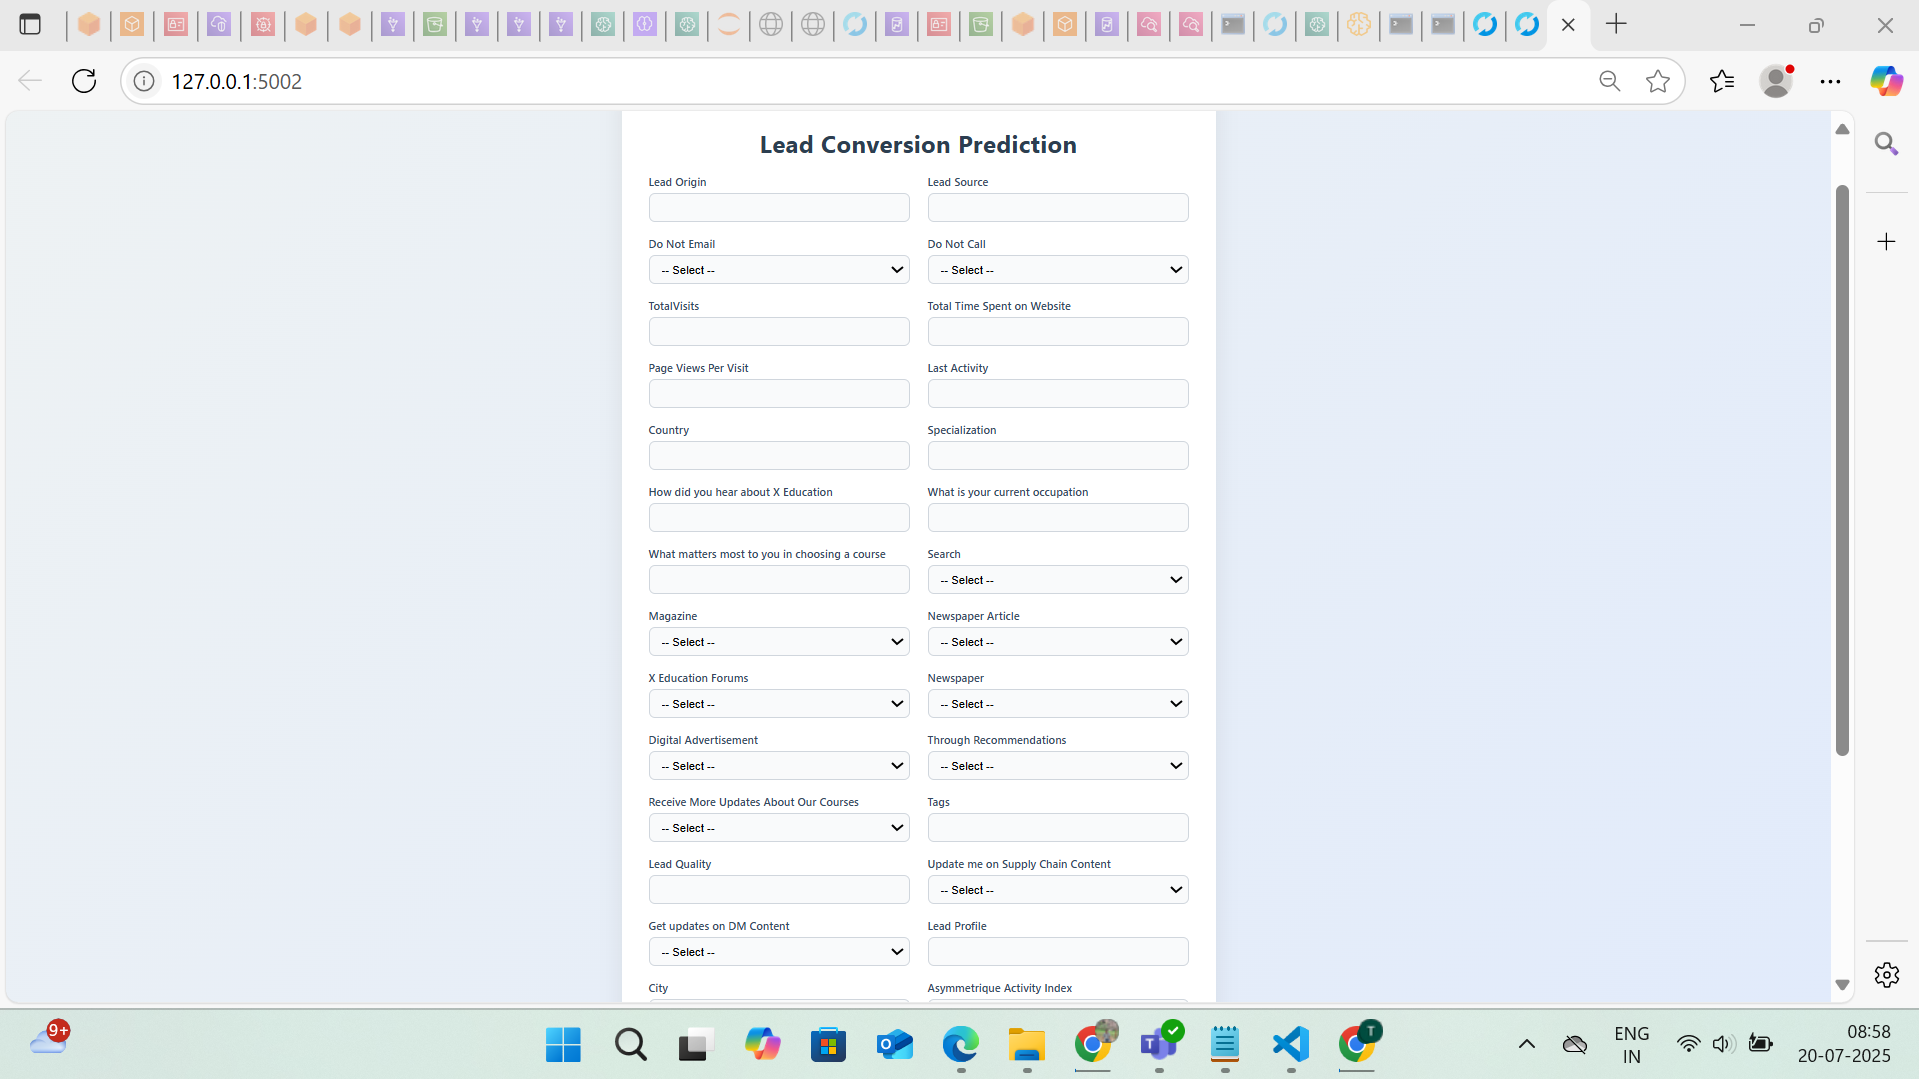 127.0.0.1:5002
Lead Conversion Prediction
Lead Origin
Lead Source
Do Not Email
Do Not Call
-- Select --
-- Select --
TotalVisits
Total Time Spent on Website
Page Views Per Visit
Last Activity
Country
Specialization
How did you hear about X Education
What is your current occupation
What matters most to you in choosing a course
Search
-- Select --
Magazine
Newspaper Article
-- Select --
-- Select --
X Education Forums
Newspaper
-- Select --
-- Select --
Digital Advertisement
Through Recommendations
-- Select --
-- Select --
Receive More Updates About Our Courses
Tags
-- Select --
Lead Quality
Update me on Supply Chain Content
-- Select --
Get updates on DM Content
Lead Profile
-- Select --
City
Asymmetrique Activity Index
9+
T
ENG
IN
08:58
20-07-2025